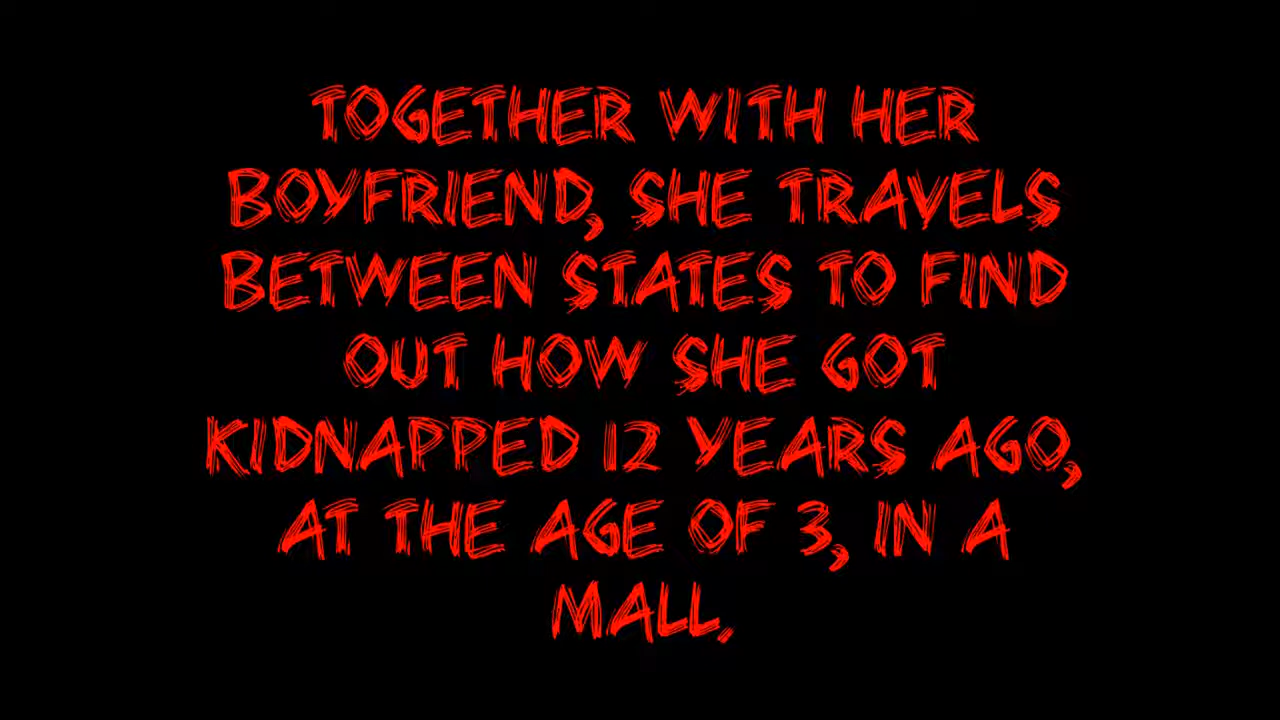 TOGETHER WITH HER
BOYFRIEND, SHE TRAVELS
BETWEEN STATES TO FIND
OUT HOW SHE GOT
KIDNAPPED 12 YEARS AGO,
AT THE AGE OF 3, IN A
MALL.